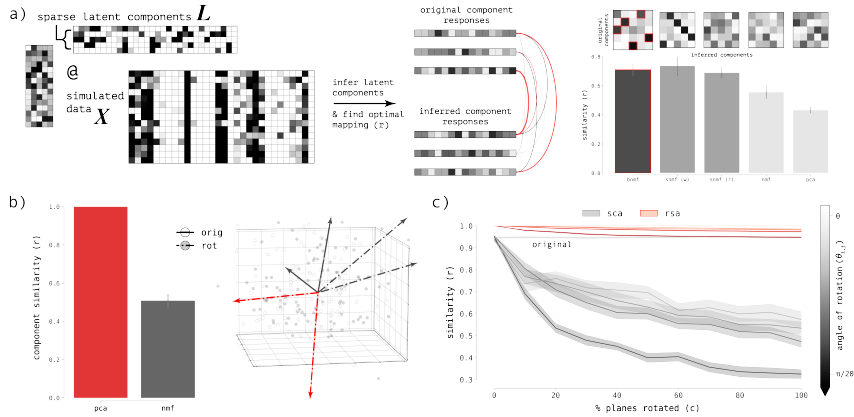 a)
sparse latent components L
@
simulated
data X
infer latent
components
& find optimal
mapping (r)
original component
responses
inferred component
responses
original
components
inferred components
similarity (r)
0.8
0.6
0.4
0.2
0.0
snmf (w)
snmf (r)
nmf
pca
b)
component similarity (r)
1.0
0.8
0.6
0.4
0.2
0.0
pca
nmf
orig
rot
c)
sca
rsa
original
similarity (r)
1.0
0.9
0.8
0.7
0.6
0.5
0.4
0.3
0
20
40
60
80
100
% planes rotated (c)
0
angle of rotation (θi,j)
π/20